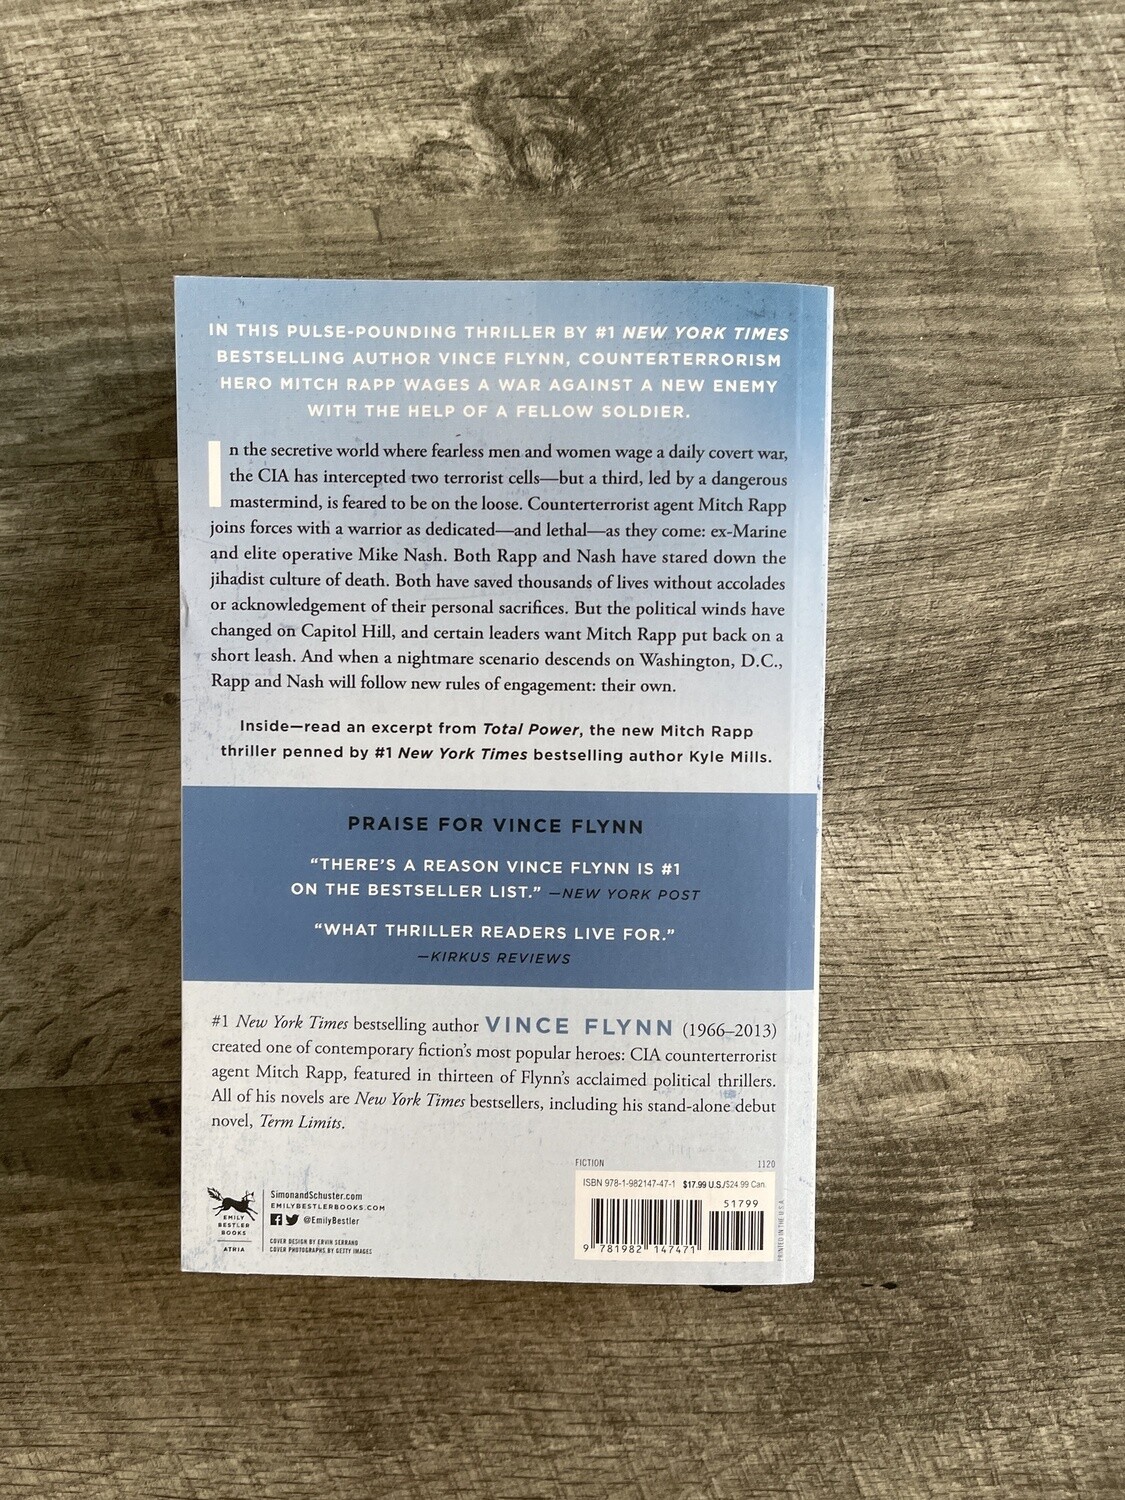 IN THIS PULSE-POUNDING THRILLER BY #1 NEW YORK TIMES
BESTSELLING AUTHOR VINCE FLYNN, COUNTERTERRORISM
HERO MITCH RAPP WAGES A WAR AGAINST A NEW ENEMY
WITH THE HELP OF A FELLOW SOLDIER.
In the secretive world where fearless men and women wage a daily covert war,
the CIA has intercepted two terrorist cells—but a third, led by a dangerous
mastermind, is feared to be on the loose. Counterterrorist agent Mitch Rapp
joins forces with a warrior as dedicated—and lethal—as they come: ex-Marine
and elite operative Mike Nash. Both Rapp and Nash have stared down the
jihadist culture of death. Both have saved thousands of lives without accolades
or acknowledgement of their personal sacrifices. But the political winds have
changed on Capitol Hill, and certain leaders want Mitch Rapp put back on a
short leash. And when a nightmare scenario descends on Washington, D.C.,
Rapp and Nash will follow new rules of engagement: their own.
Inside—read an excerpt from Total Power, the new Mitch Rapp
thriller penned by #1 New York Times bestselling author Kyle Mills.
PRAISE FOR VINCE FLYNN
“THERE’S A REASON VINCE FLYNN IS #1
ON THE BESTSELLER LIST.” —NEW YORK POST
“WHAT THRILLER READERS LIVE FOR.”
—KIRKUS REVIEWS
#1 New York Times bestselling author VINCE FLYNN (1966–2013)
created one of contemporary fiction’s most popular heroes: CIA counterterrorist
agent Mitch Rapp, featured in thirteen of Flynn’s acclaimed political thrillers.
All of his novels are New York Times bestsellers, including his stand-alone debut
novel, Term Limits.
EMILY
BESTLER
BOOKS
ATRIA
SimonandSchuster.com
EMILYBESTLERBOOKS.COM
@EmilyBestler
COVER DESIGN BY ERVIN SERRANO
COVER PHOTOGRAPHS BY GETTY IMAGES
FICTION 1120
ISBN 978-1-982147-47-1 $17.99 U.S./$24.99 Can.
51799
9 781982 147471
PRINTED IN THE U.S.A.